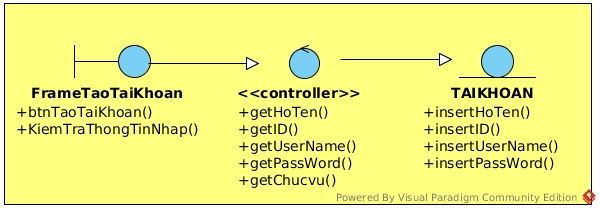 FrameTaoTaiKhoan
+btnTaoTaiKhoan()
+KiemTraThongTinNhap()
<<controller>>
+getHoTen()
+getID()
+getUserName()
+getPassWord()
+getChucvu()
TAIKHOAN
+insertHoTen()
+insertID()
+insertUserName()
+insertPassWord()
Powered By Visual Paradigm Community Edition